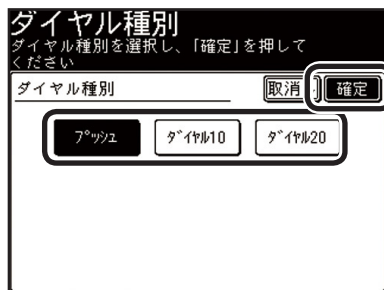 ダイヤル種別
ダイヤル種別を選択し、「確定」を押して
ください
ダイヤル種別 取消 確定
プッシュ ダイヤル10 ダイヤル20